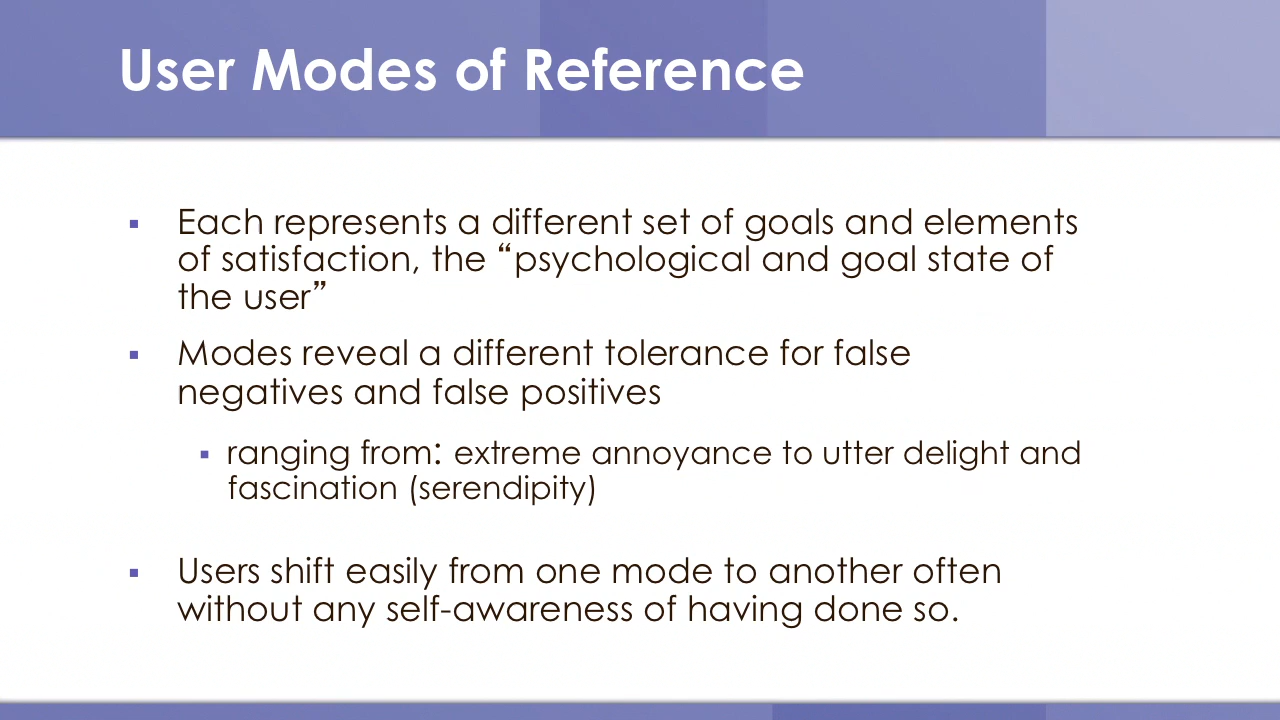 User Modes of Reference
▪ Each represents a different set of goals and elements
of satisfaction, the “psychological and goal state of
the user”
▪ Modes reveal a different tolerance for false
negatives and false positives
▪ ranging from: extreme annoyance to utter delight and
fascination (serendipity)
▪ Users shift easily from one mode to another often
without any self-awareness of having done so.